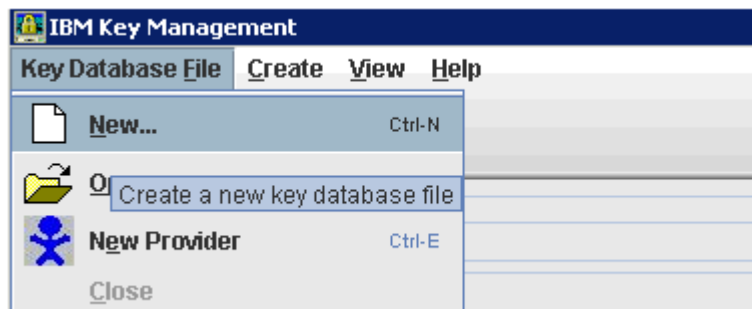 IBM Key Management
Key Database File Create View Help
New... Ctrl-N
Create a new key database file
New Provider Ctrl-E
Close